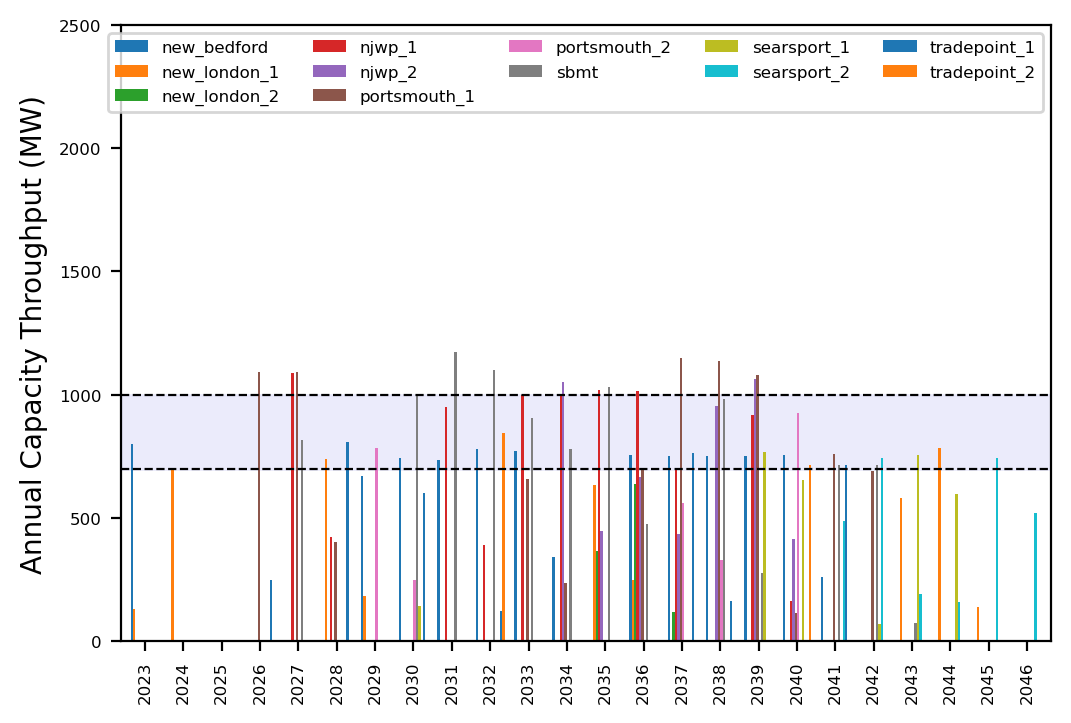 Annual Capacity Throughput (MW)
2500
2000
1500
1000
500
0
new_bedford njwp_1 portsmouth_2 searsport_1 tradepoint_1
new_london_1 njwp_2 sbmt searsport_2 tradepoint_2
new_london_2 portsmouth_1
2023 2024 2025 2026 2027 2028 2029 2030 2031 2032 2033 2034 2035 2036 2037 2038 2039 2040 2041 2042 2043 2044 2045 2046